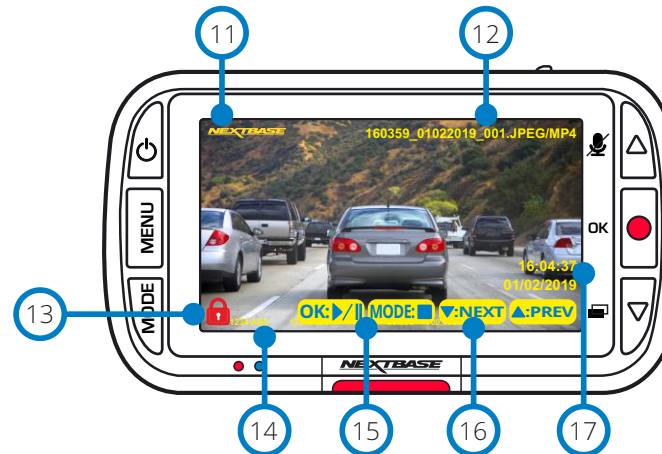 11
12
NEXTBASE
160359_01022019_001.JPEG/MP4
MENU
OK
16:04:37
01/02/2019
13
MODE
OK: MODE: :NEXT :PREV
NEXTBASE
14
15
16
17